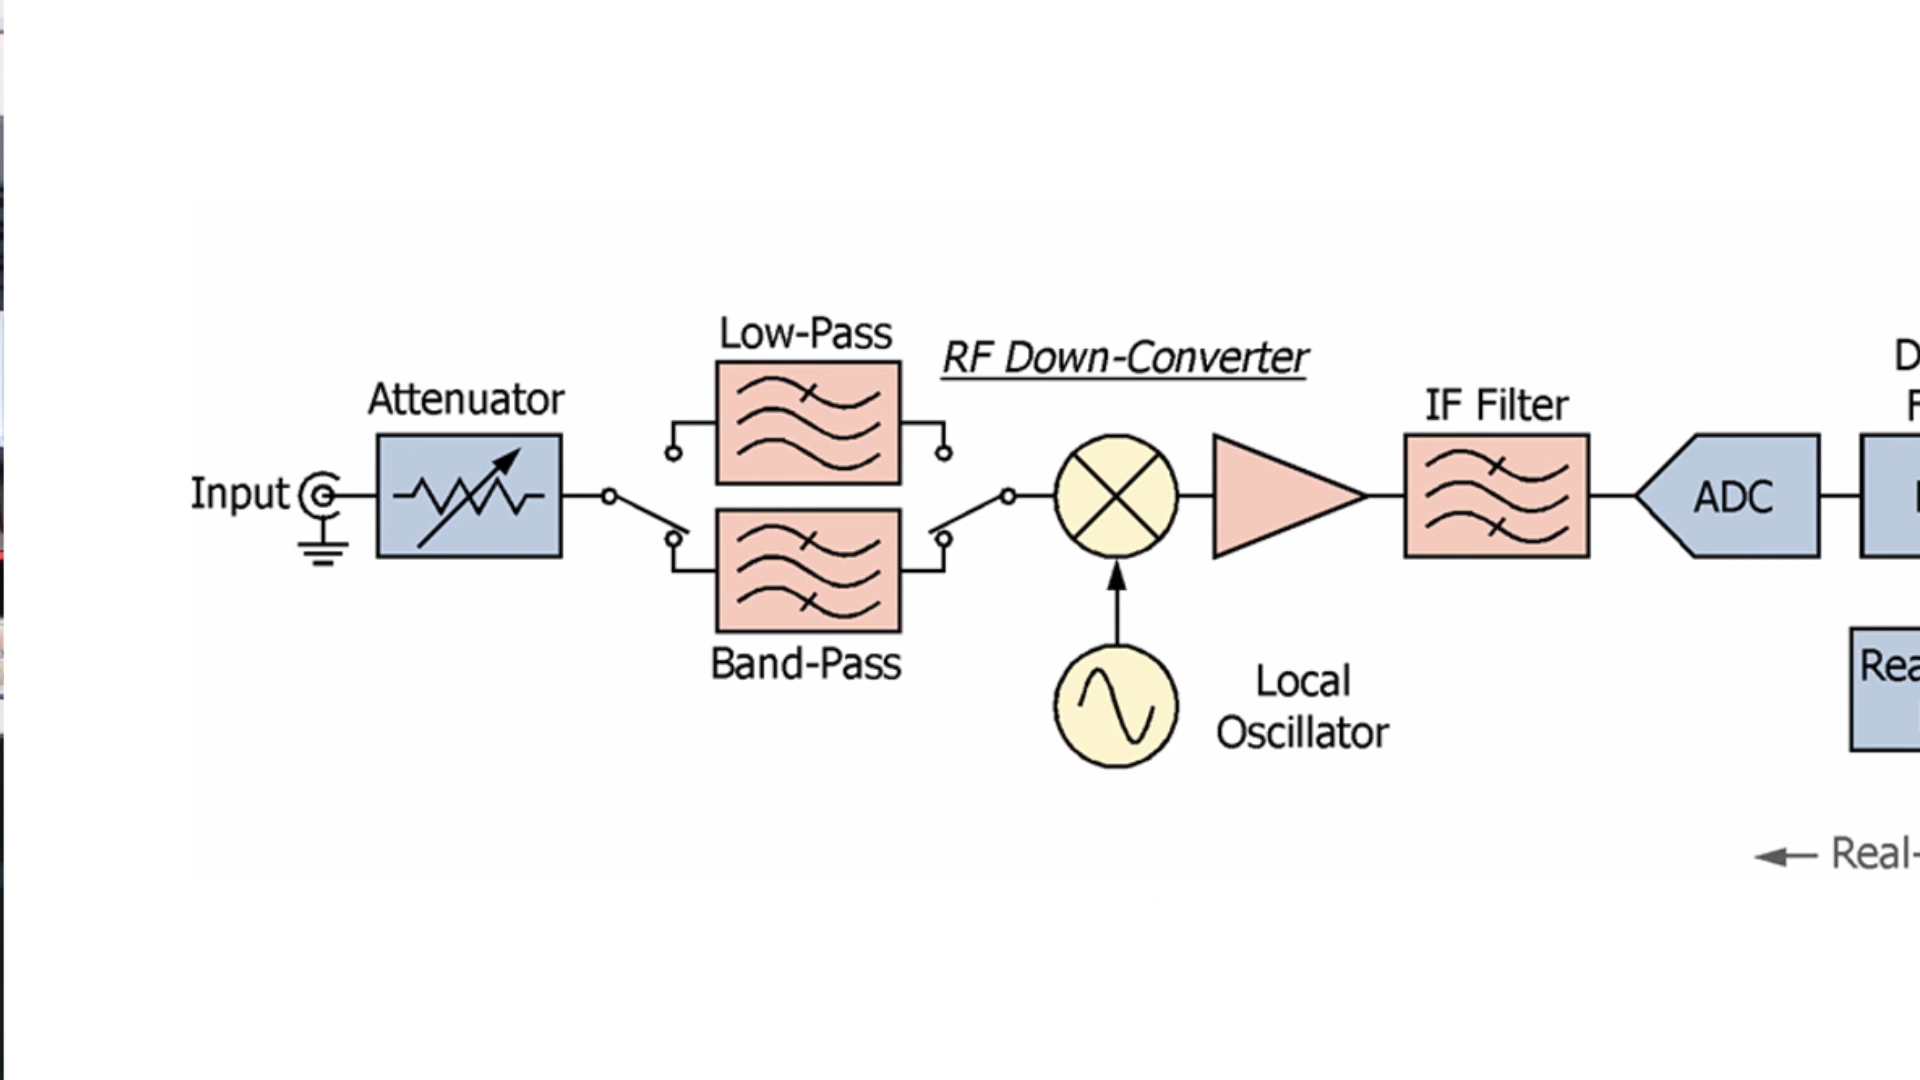 Low-Pass
RF Down-Converter
Attenuator
IF Filter
Input
ADC
Band-Pass
Local
Oscillator
Real-